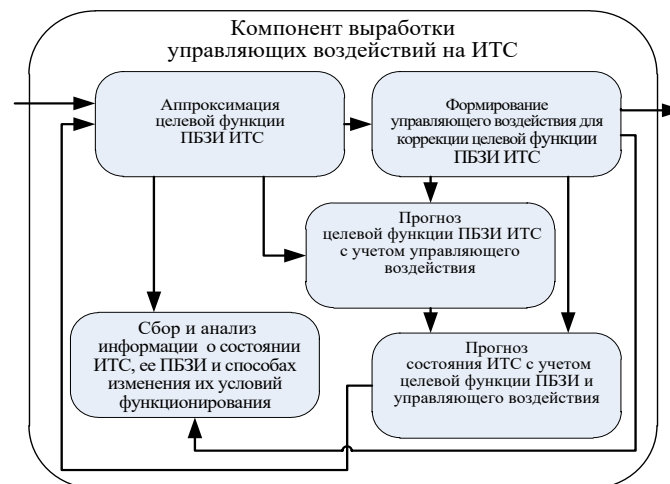 Компонент выработки
управляющих воздействий на ИТС
Аппроксимация
целевой функции
ПБЗИ ИТС
Формирование
управляющего воздействия для
коррекции целевой функции
ПБЗИ ИТС
Прогноз
целевой функции ПБЗИ ИТС
с учетом управляющего
воздействия
Сбор и анализ
информации о состоянии
ИТС, ее ПБЗИ и способах
изменения их условий
функционирования
Прогноз
состояния ИТС с учетом
целевой функции ПБЗИ и
управляющего воздействия